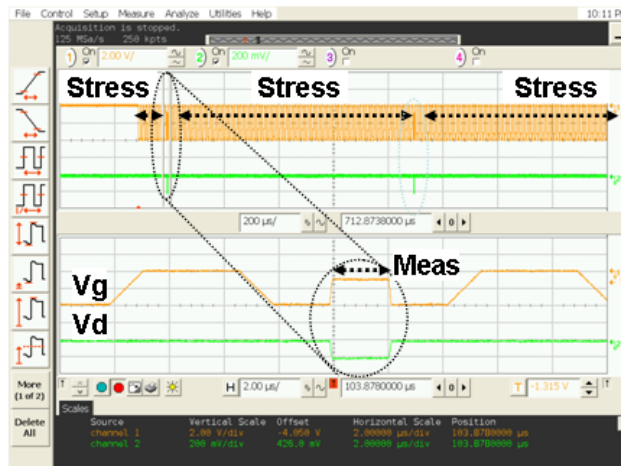 File Control Setup Measure Analyze Utilities Help 10:11 P
Acquisition is stopped.
125 MSa/s 250 kpts
1 On 2.00 V/ 2 On 200 mV/ 3 On 4 On
Stress Stress Stress
200 µs/ 712.8738000 µs 0
Meas
Vg
Vd
More
(1 of 2)
Delete
All
H 2.00 µs/ 103.8780000 µs 0 T -1.315 V
Scales
Source Vertical Scale Offset Horizontal Scale Position
channel 1 2.00 V/div -4.050 V 2.00000 µs/div 103.8780000 µs
channel 2 200 mV/div 426.0 mV 2.00000 µs/div 103.8780000 µs